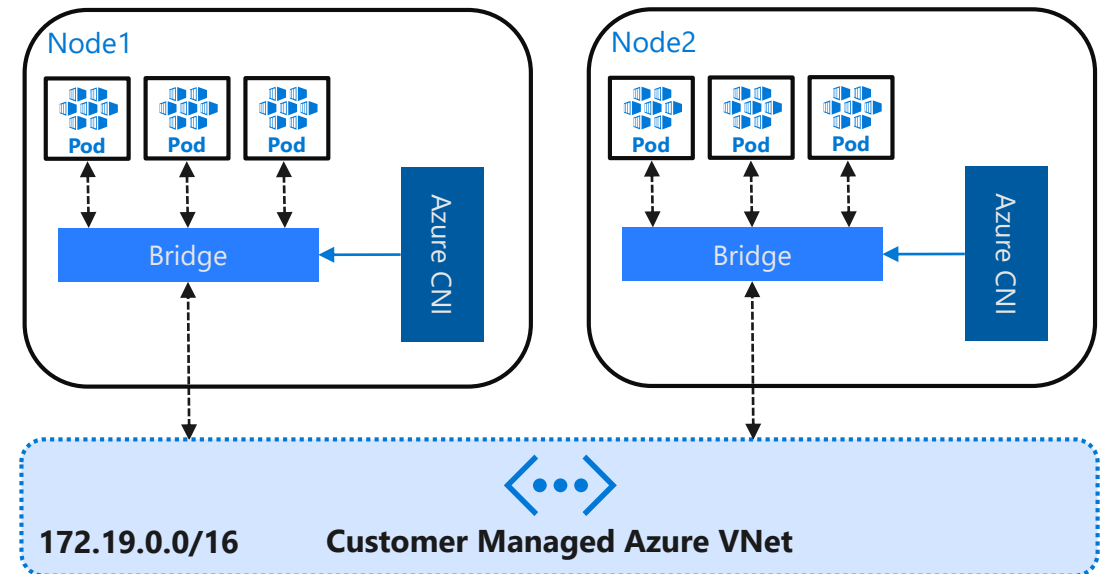 Node1
Pod
Pod
Pod
Bridge
Azure CNI
Node2
Pod
Pod
Pod
Bridge
Azure CNI
172.19.0.0/16
Customer Managed Azure VNet